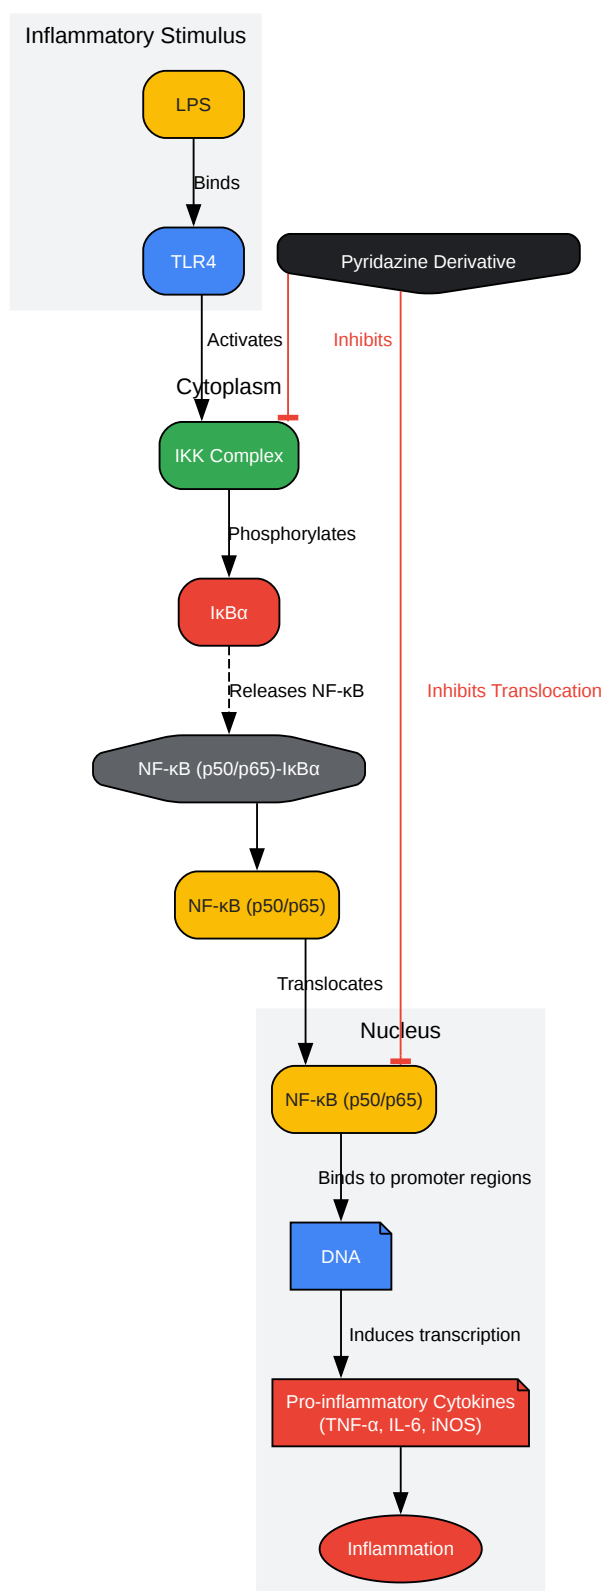 Inflammatory Stimulus
LPS
Binds
TLR4
Pyridazine Derivative
Activates
Inhibits
Cytoplasm
IKK Complex
Phosphorylates
IκBα
Releases NF-κB
Inhibits Translocation
NF-κB (p50/p65)-IκBα
NF-κB (p50/p65)
Translocates
Nucleus
NF-κB (p50/p65)
Binds to promoter regions
DNA
Induces transcription
Pro-inflammatory Cytokines
(TNF-α, IL-6, iNOS)
Inflammation